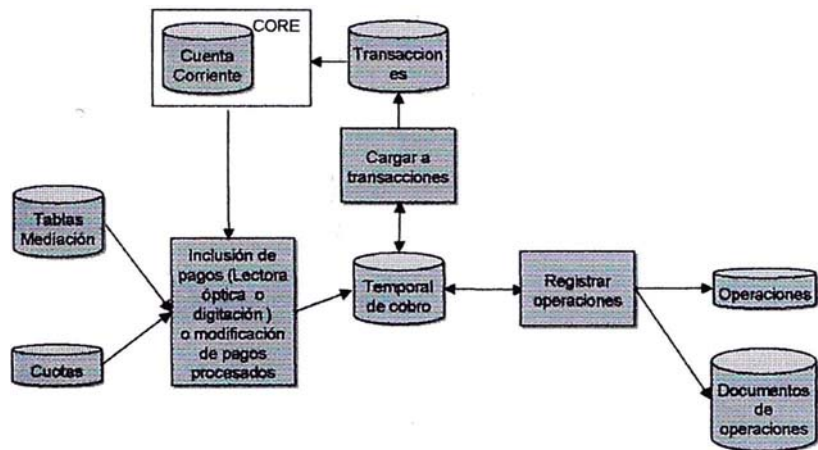 CORE
Cuenta
Corriente
Transaccion
es
Cargar a
transacciones
Tablas
Mediación
Inclusión de
pagos (Lectora
óptica o
digitación )
o modificación
de pagos
procesados
Temporal
de cobro
Registrar
operaciones
Operaciones
Cuotas
Documentos
de
operaciones